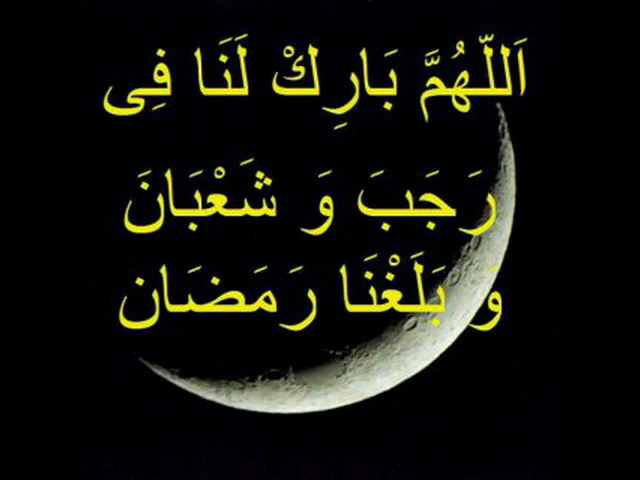 اَللّهُمَّ بَارِكْ لَنَا فِى
رَجَبَ وَ شَعْبَانَ
وَ بَلَغْنَا رَمَضَان